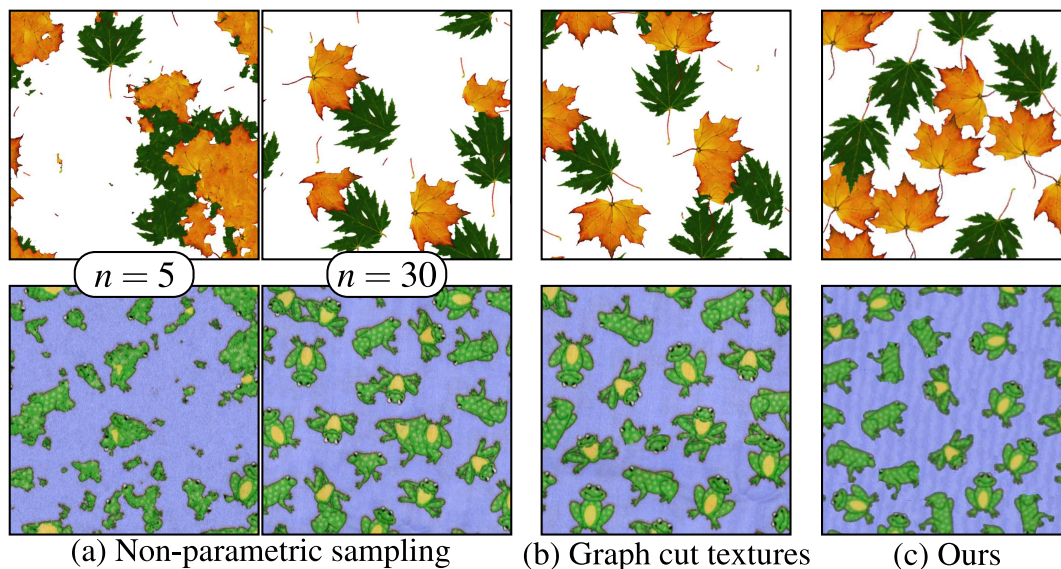 n = 5
n = 30
(a) Non-parametric sampling
(b) Graph cut textures
(c) Ours